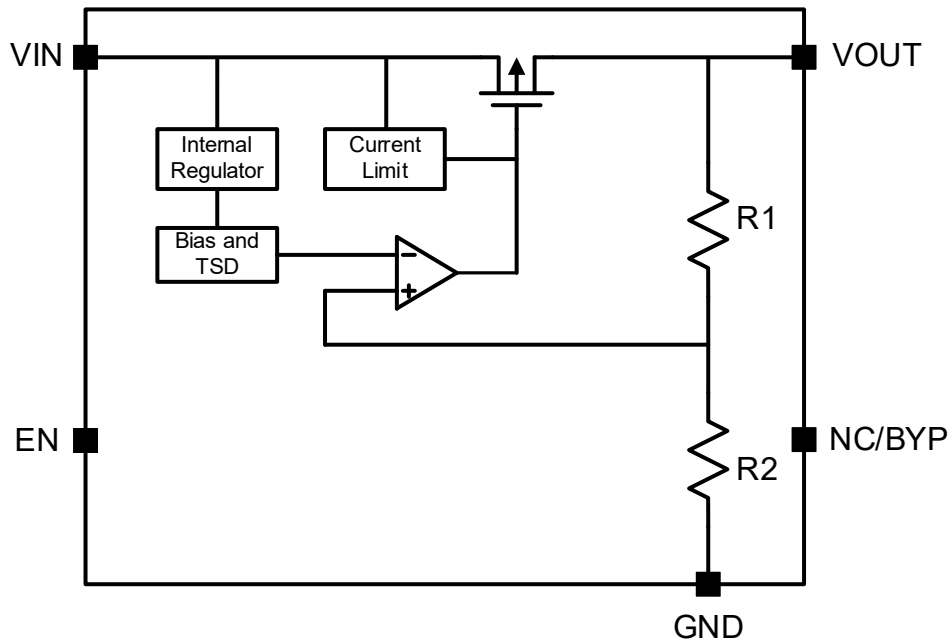 VIN
VOUT
Internal
Regulator
Current
Limit
R1
Bias and
TSD
−
+
EN
NC/BYP
R2
GND